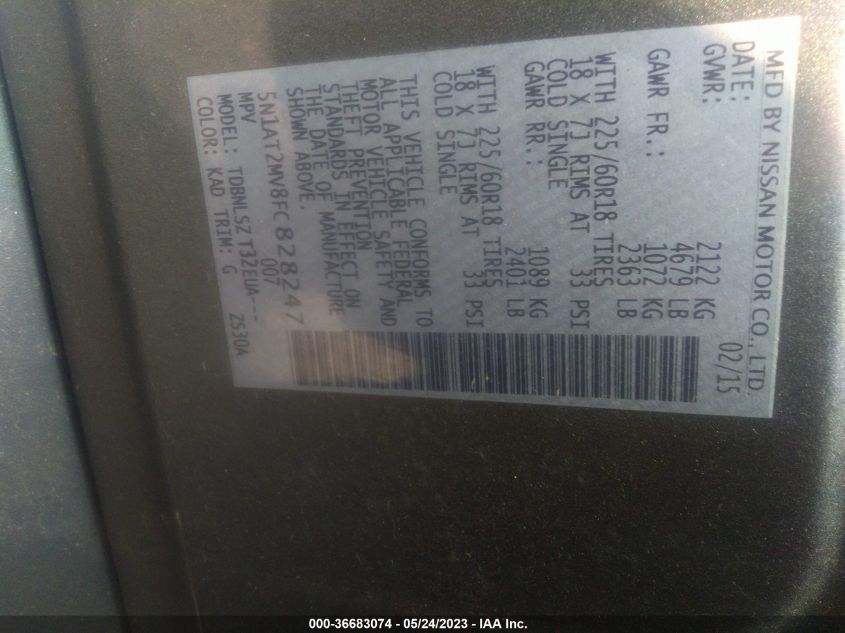 MFD BY NISSAN MOTOR CO., LTD.
DATE: 02/15
GVWR: 2122 KG
4679 LB
GAWR FR.: 1072 KG
2363 LB
WITH 225/60R18 TIRES
18 X 7J RIMS AT 33 PSI
COLD SINGLE
GAWR RR.: 1089 KG
2401 LB
WITH 225/60R18 TIRES
18 X 7J RIMS AT 33 PSI
COLD SINGLE
THIS VEHICLE CONFORMS TO
ALL APPLICABLE FEDERAL
MOTOR VEHICLE SAFETY AND
THEFT PREVENTION
STANDARDS IN EFFECT ON
THE DATE OF MANUFACTURE
SHOWN ABOVE.
5N1AT2MV8FC828247
MPV 007
MODEL: TDBNLSZ T32EUA---
COLOR: KAD TRIM: G ZS30A
000-36683074 - 05/24/2023 - IAA Inc.